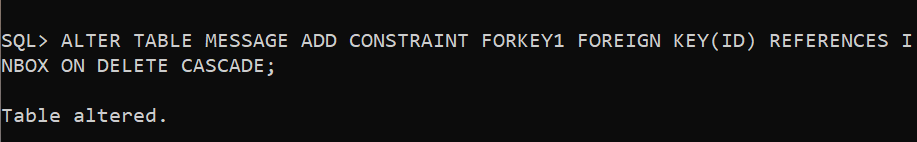 SQL> ALTER TABLE MESSAGE ADD CONSTRAINT FORKEY1 FOREIGN KEY(ID) REFERENCES I
NBOX ON DELETE CASCADE;
Table altered.